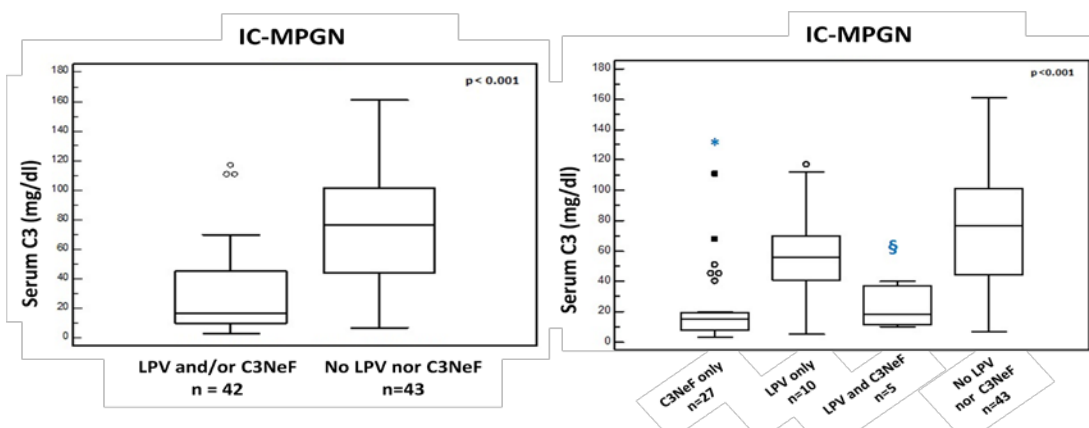 IC-MPGN
p< 0.001
Serum C3 (mg/dl)
180
160
140
120
100
80
60
40
20
0
LPV and/or C3NeF
n = 42
No LPV nor C3NeF
n=43
IC-MPGN
p<0.001
Serum C3 (mg/dl)
180
160
140
120
100
80
60
40
20
0
*
§
C3NeF only
n=27
LPV only
n=10
LPV and C3NeF
n=5
No LPV
nor C3NeF
n=43